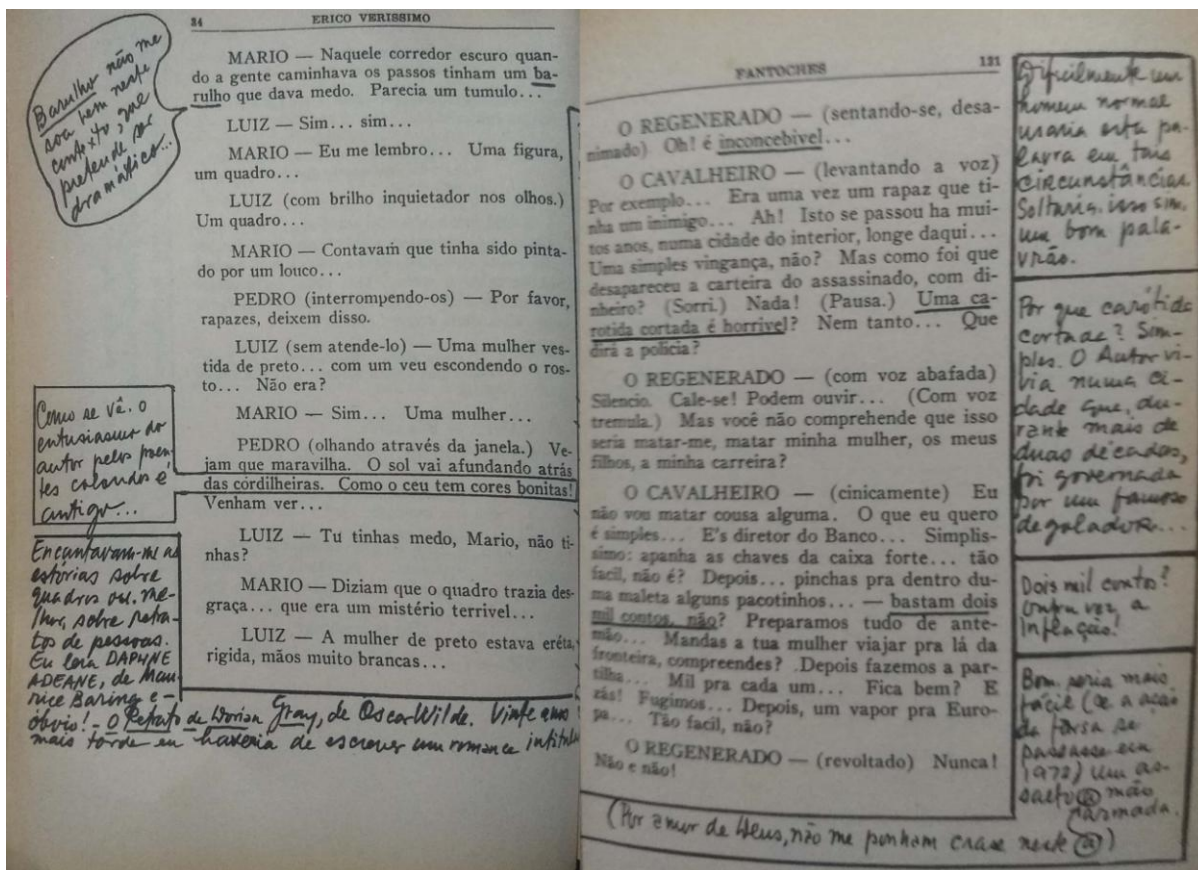 34 ERICO VERISSIMO
MARIO — Naquele corredor escuro quan-
do a gente caminhava os passos tinham um ba-
rulho que dava medo. Parecia um tumulo...
LUIZ — Sim... sim...
MARIO — Eu me lembro... Uma figura,
um quadro...
LUIZ (com brilho inquietador nos olhos.)
Um quadro...
MARIO — Contavam que tinha sido pinta-
do por um louco...
PEDRO (interrompendo-os) — Por favor,
rapazes, deixem disso.
LUIZ (sem atende-lo) — Uma mulher ves-
tida de preto... com um veu escondendo o ros-
to... Não era?
MARIO — Sim... Uma mulher...
PEDRO (olhando através da janela.) Ve-
jam que maravilha. O sol vai afundando atrás
das córdilheiras. Como o ceu tem cores bonitas!
Venham ver...
LUIZ — Tu tinhas medo, Mario, não ti-
nhas?
MARIO — Diziam que o quadro trazia des-
graça... que era um mistério terrivel...
LUIZ — A mulher de preto estava eréta,
rigida, mãos muito brancas...
Barulho não me
soa bem neste
contexto, que
pretende ser
dramático...
Como se vê, o
entusiasmo do
autor pelos poen-
tes coloridos é
antigo...
Encantavam-me as
estórias sobre
quadros ou, me-
lhor, sobre retra-
tos de pessoas.
Eu lera DAPHNE
ADEANE, de Mau-
rice Baring e -
óbvio! - O Retrato de Dorian Gray, de Oscar Wilde. Vinte anos
mais tarde eu haveria de escrever um romance intitula
FANTOCHES 131
O REGENERADO — (sentando-se, desa-
nimado) Oh! é inconcebivel...
O CAVALHEIRO — (levantando a voz)
Por exemplo... Era uma vez um rapaz que ti-
nha um inimigo... Ah! Isto se passou ha mui-
tos anos, numa cidade do interior, longe daqui...
Uma simples vingança, não? Mas como foi que
desapareceu a carteira do assassinado, com di-
nheiro? (Sorri.) Nada! (Pausa.) Uma ca-
rotida cortada é horrivel? Nem tanto... Que
dirá a policia?
O REGENERADO — (com voz abafada)
Silencio. Cale-se! Podem ouvir... (Com voz
tremula.) Mas você não comprehende que isso
seria matar-me, matar minha mulher, os meus
filhos, a minha carreira?
O CAVALHEIRO — (cinicamente) Eu
não vou matar cousa alguma. O que eu quero
é simples... E's diretor do Banco... Simplis-
simo: apanha as chaves da caixa forte... tão
facil, não é? Depois... pinchas pra dentro du-
ma maleta alguns pacotinhos... — bastam dois
mil contos, não? Preparamos tudo de ante-
mão... Mandas a tua mulher viajar pra lá da
fronteira, compreendes? Depois fazemos a par-
tilha... Mil pra cada um... Fica bem? E
zás! Fugimos... Depois, um vapor pra Euro-
pa... Tão facil, não?
O REGENERADO — (revoltado) Nunca!
Não e não!
Dificilmente um
homem normal
usaria esta pa-
lavra em tais
circunstâncias.
Soltaria, isso sim,
um bom pala-
vrão.
Por que carótida
cortada? Sim-
ples. O Autor vi-
via numa ci-
dade que, du-
rante mais de
duas décadas,
foi governada
por um famoso
degolador...
Dois mil contos?
Outra vez, a
inflação!
Bom, seria mais
fácil (se a ação
da farsa se
passasse em
1972) um as-
salto @ mão
armada.
(Por amor de Deus, não me ponham crase neste @)